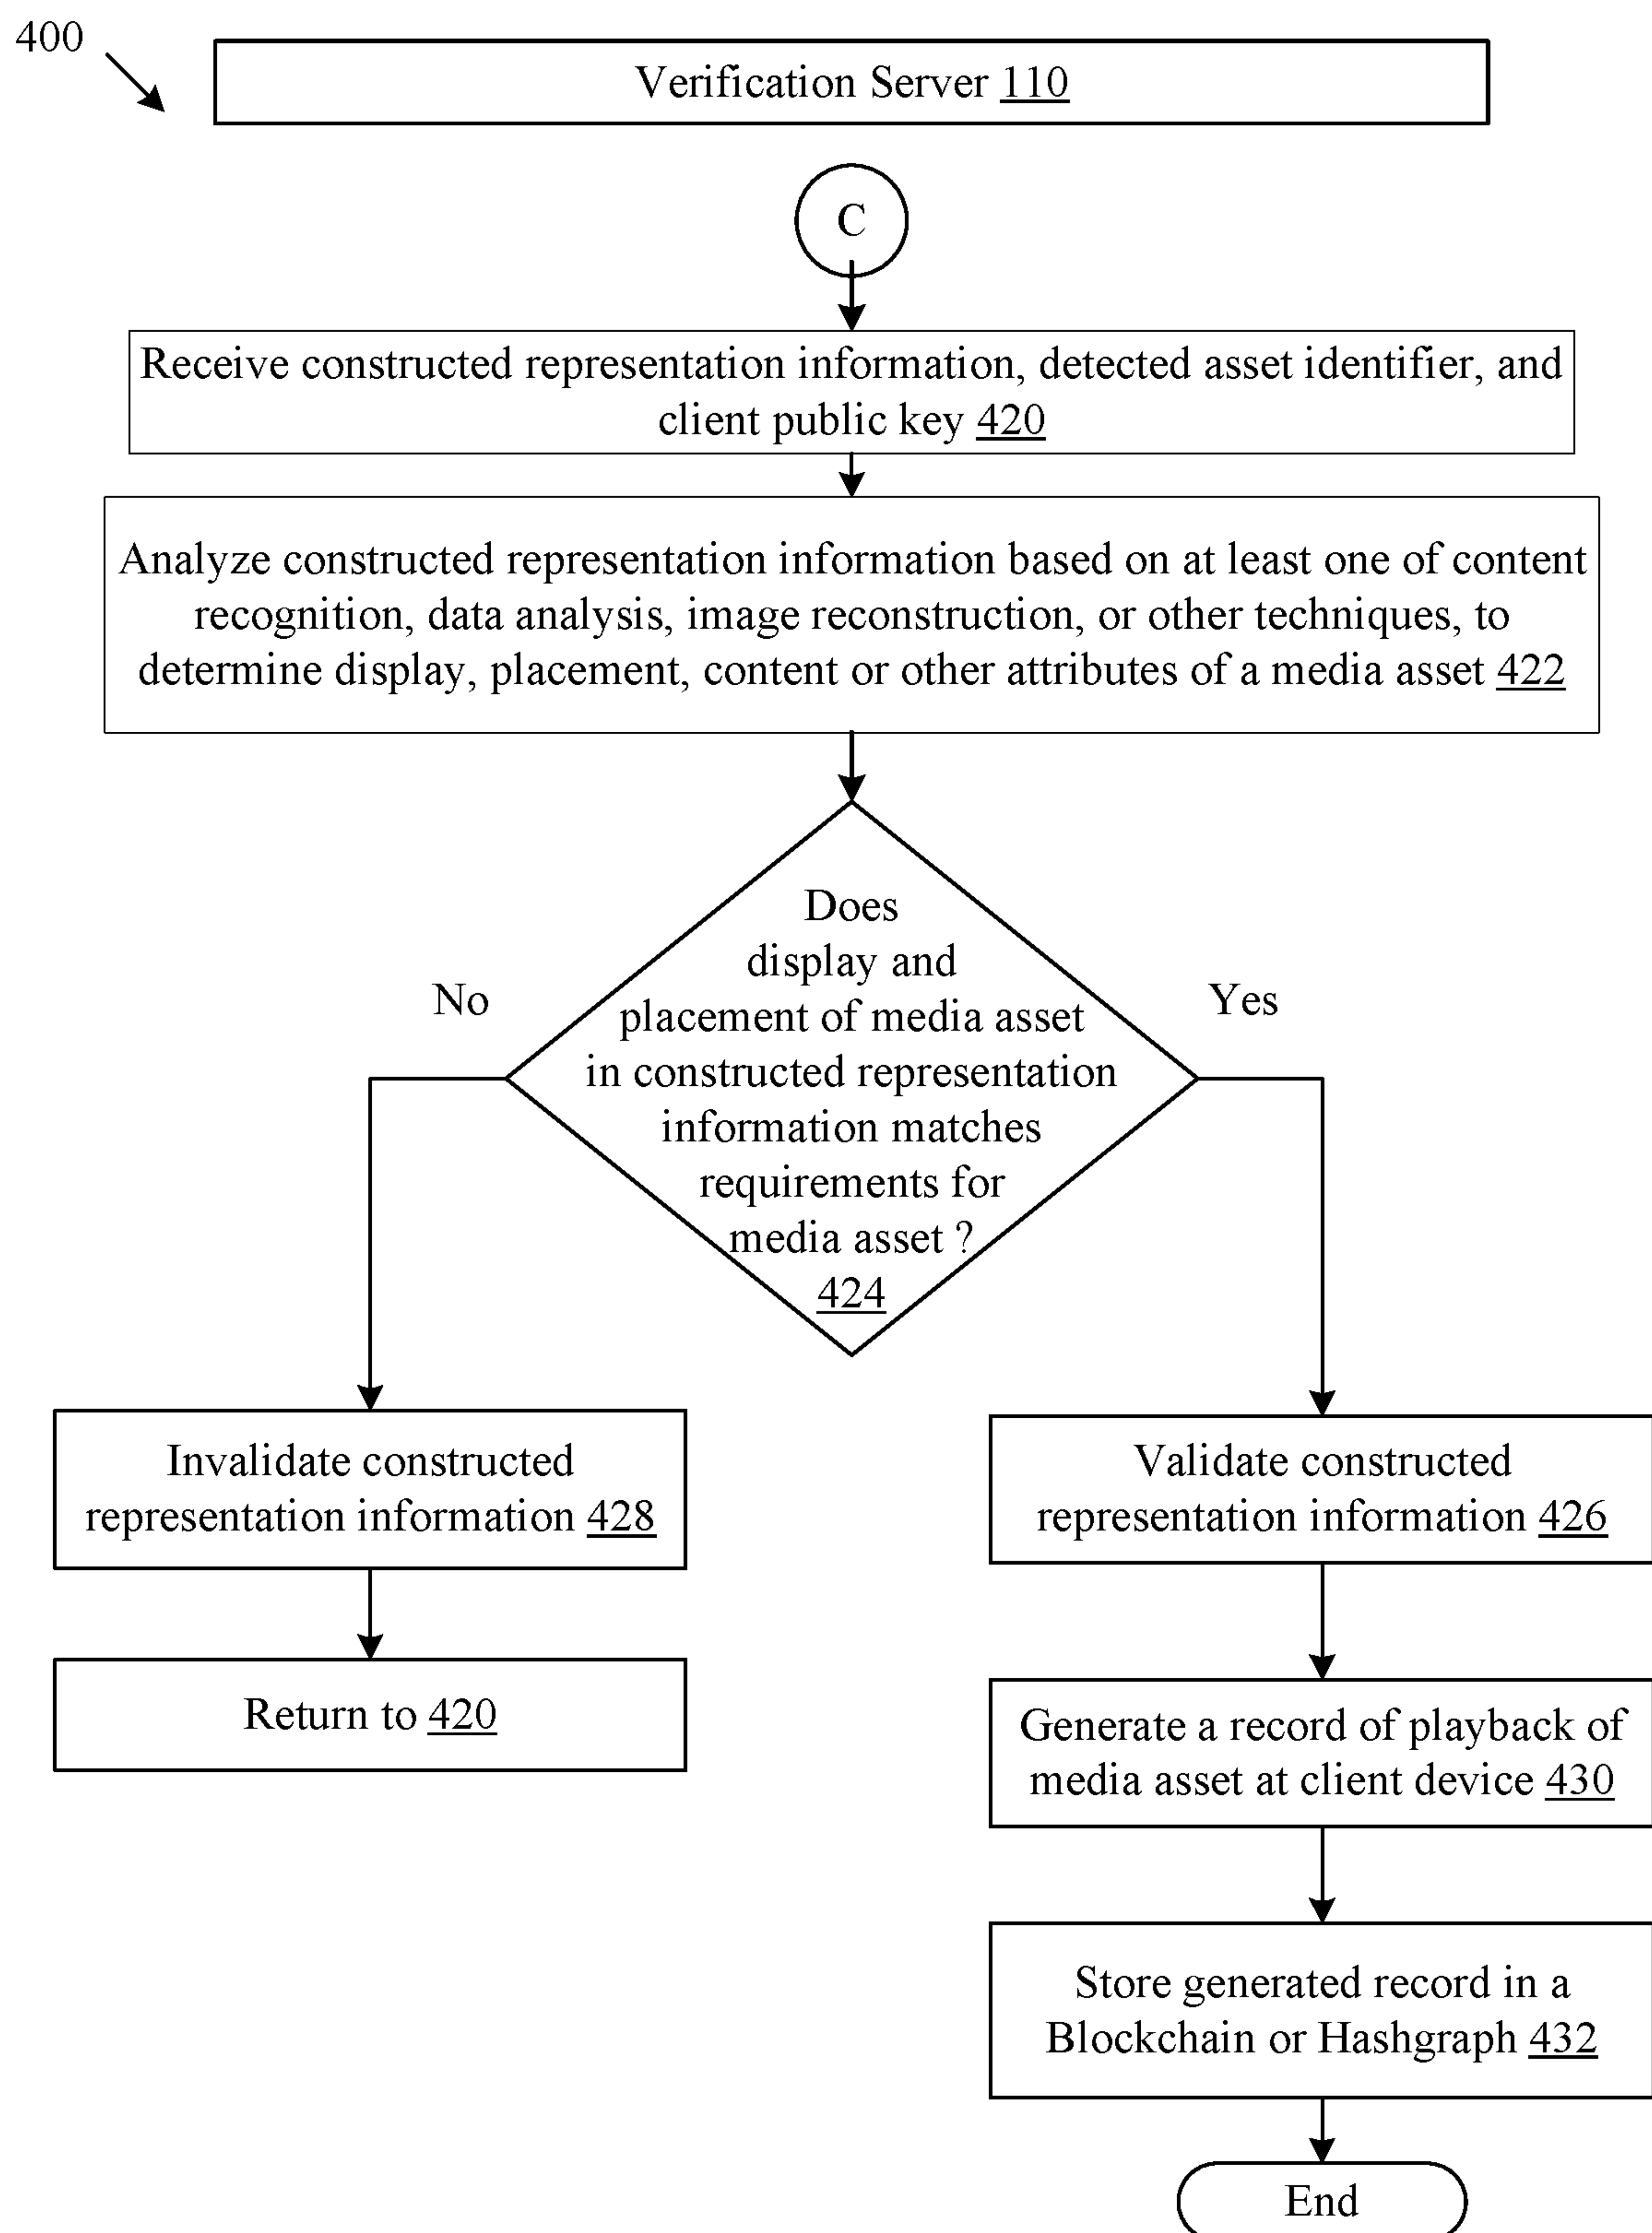 400
Verification Server 110
C
Receive constructed representation information, detected asset identifier, and
client public key 420
Analyze constructed representation information based on at least one of content
recognition, data analysis, image reconstruction, or other techniques, to
determine display, placement, content or other attributes of a media asset 422
Does
display and
placement of media asset
in constructed representation
information matches
requirements for
media asset ?
424
No
Yes
Invalidate constructed
representation information 428
Return to 420
Validate constructed
representation information 426
Generate a record of playback of
media asset at client device 430
Store generated record in a
Blockchain or Hashgraph 432
End